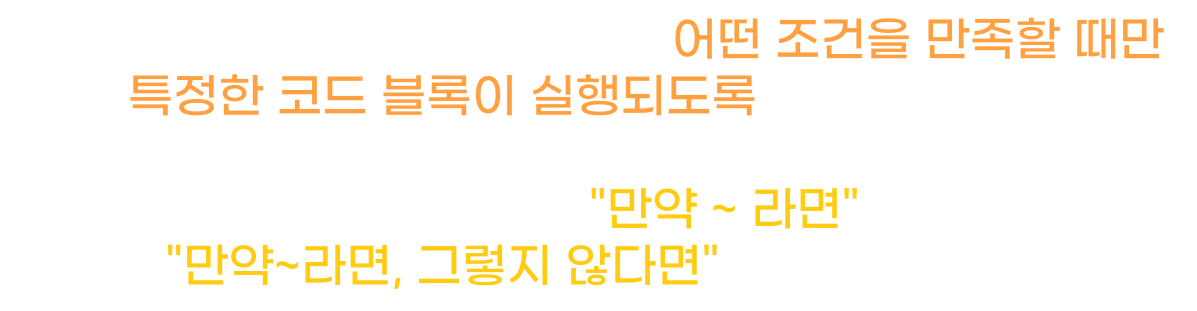 어떤 조건을 만족할 때만
특정한 코드 블록이 실행되도록
"만약 ~ 라면"
"만약~라면, 그렇지 않다면"